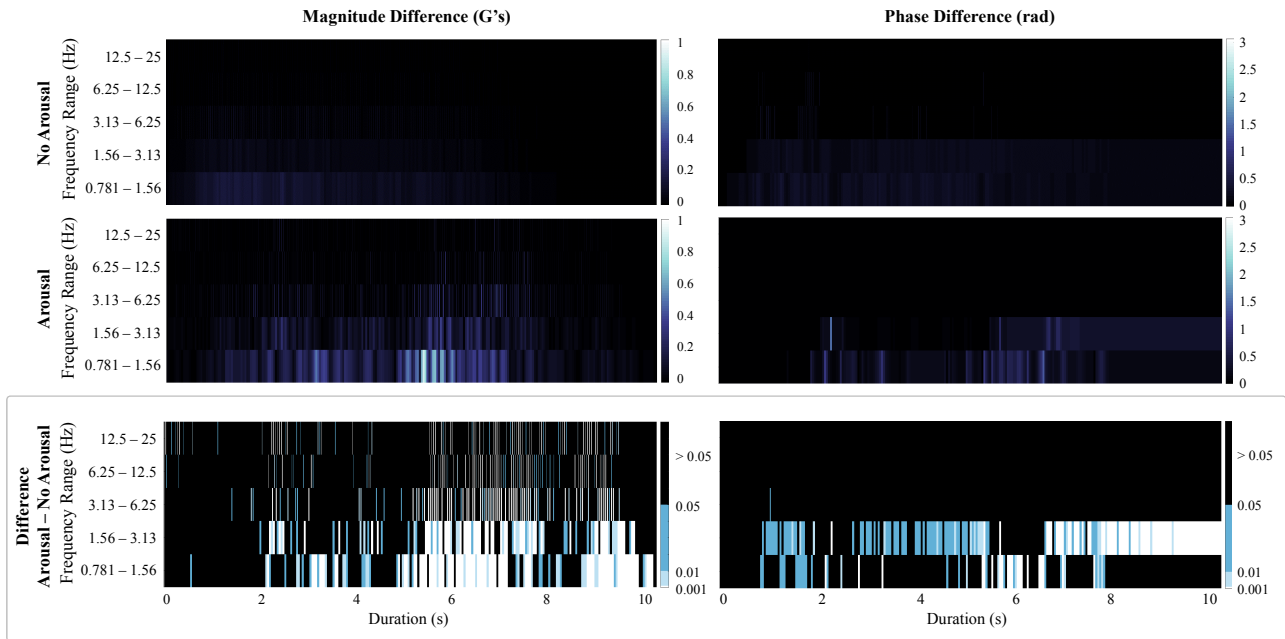 Magnitude Difference (G's)
Phase Difference (rad)
No Arousal
Frequency Range (Hz)
12.5 – 25
6.25 – 12.5
3.13 – 6.25
1.56 – 3.13
0.781 – 1.56
1
0.8
0.6
0.4
0.2
0
3
2.5
2
1.5
1
0.5
0
Arousal
Frequency Range (Hz)
12.5 – 25
6.25 – 12.5
3.13 – 6.25
1.56 – 3.13
0.781 – 1.56
1
0.8
0.6
0.4
0.2
0
3
2.5
2
1.5
1
0.5
0
Difference
Arousal – No Arousal
Frequency Range (Hz)
12.5 – 25
6.25 – 12.5
3.13 – 6.25
1.56 – 3.13
0.781 – 1.56
> 0.05
0.05
0.01
0.001
> 0.05
0.05
0.01
0.001
0 2 4 6 8 10
Duration (s)
0 2 4 6 8 10
Duration (s)